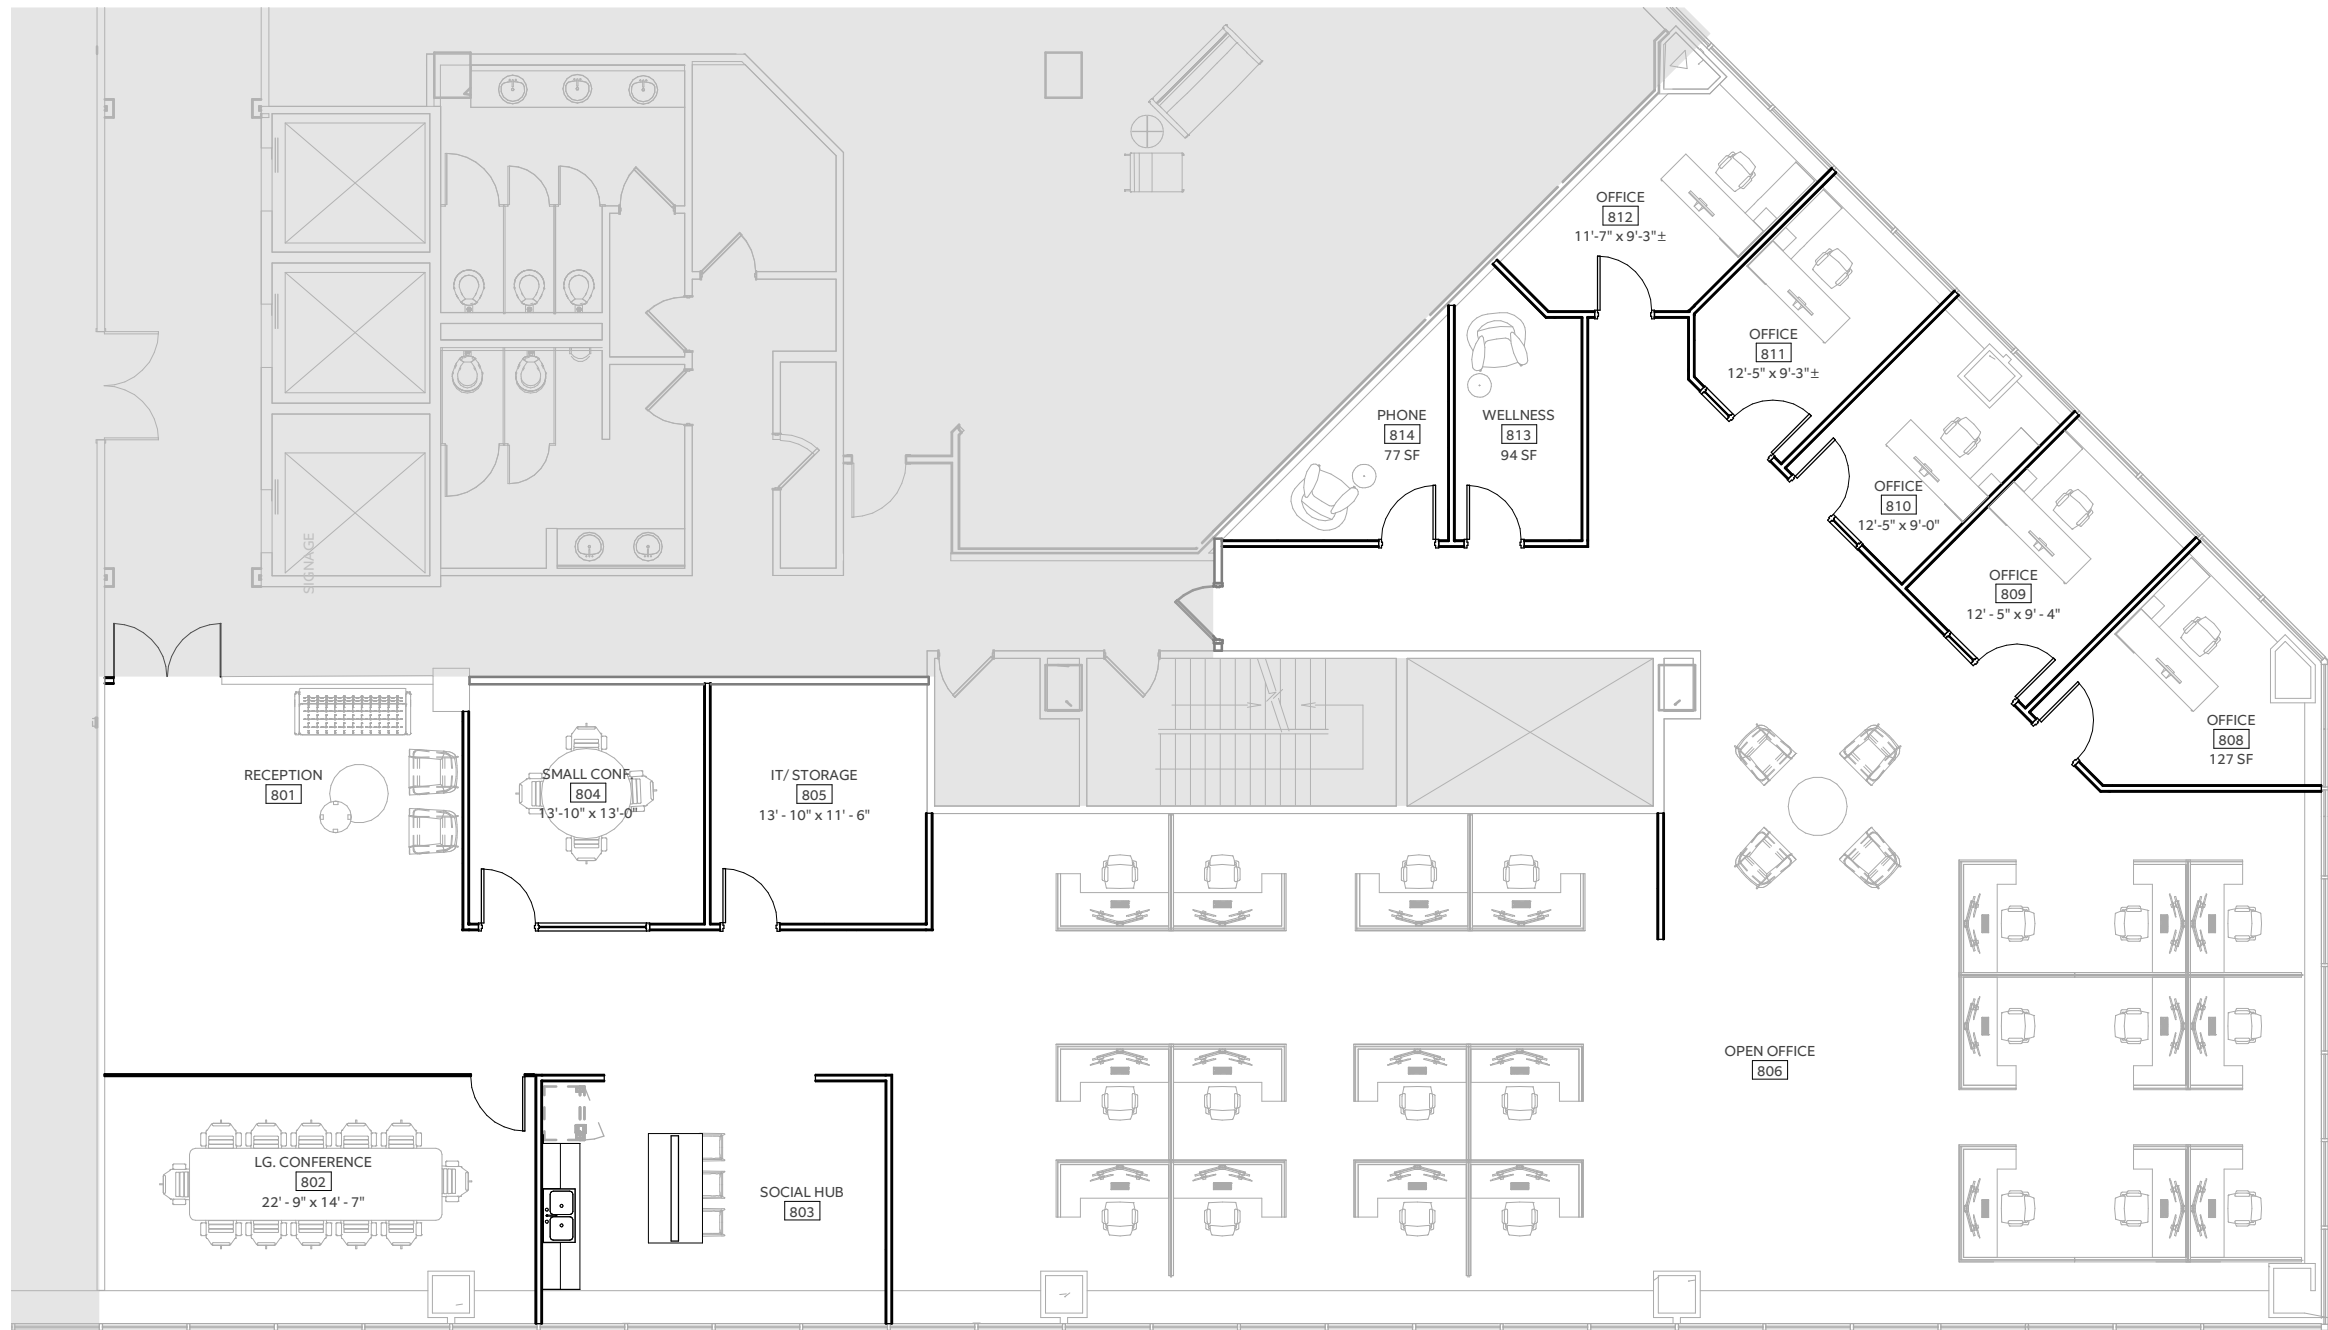 OFFICE
812
11'-7" x 9'-3"±
OFFICE
811
12'-5" x 9'-3"±
PHONE
814
77 SF
WELLNESS
813
94 SF
OFFICE
810
12'-5" x 9'-0"
SIGNAGE
OFFICE
809
12' - 5" x 9' - 4"
OFFICE
808
127 SF
RECEPTION
801
SMALL CONF.
804
13'-10" x 13'-0"
IT/ STORAGE
805
13' - 10" x 11' - 6"
OPEN OFFICE
806
LG. CONFERENCE
802
22' - 9" x 14' - 7"
SOCIAL HUB
803